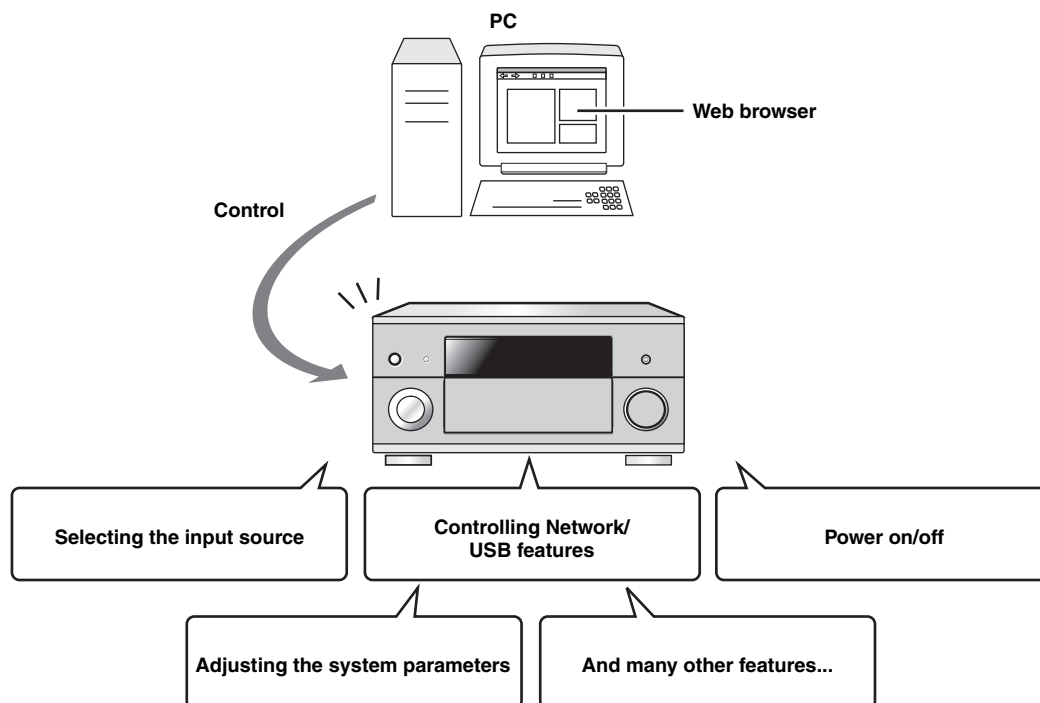 PC
Web browser
Control
Selecting the input source
Controlling Network/
USB features
Power on/off
Adjusting the system parameters
And many other features...